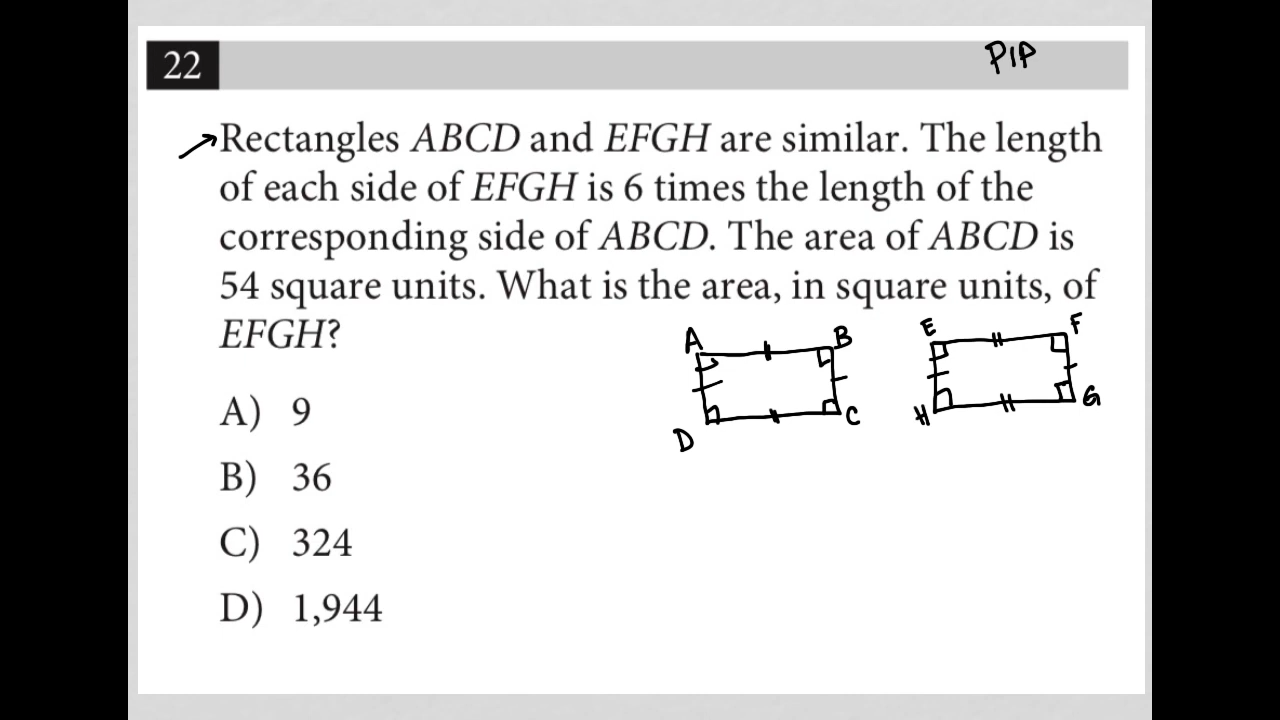 22
PIP
Rectangles ABCD and EFGH are similar. The length
of each side of EFGH is 6 times the length of the
corresponding side of ABCD. The area of ABCD is
54 square units. What is the area, in square units, of
EFGH?
A B
D C
E F
H G
A) 9
B) 36
C) 324
D) 1,944